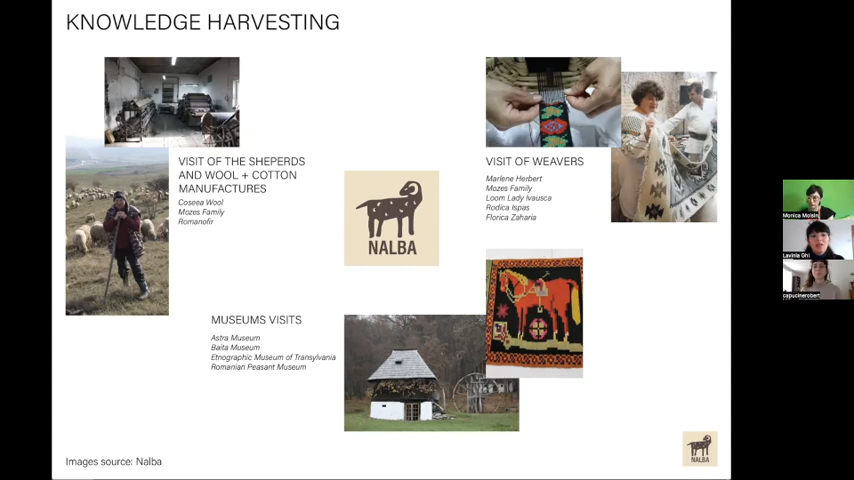 KNOWLEDGE HARVESTING
VISIT OF THE SHEPERDS
AND WOOL + COTTON
MANUFACTURES
Coseea Wool
Mozes Family
Romanofir
NALBA
VISIT OF WEAVERS
Marlene Herbert
Mozes Family
Loom Lady Ivausca
Rodica Ispas
Florica Zaharia
MUSEUMS VISITS
Astra Museum
Baita Museum
Etnographic Museum of Transylvania
Romanian Peasant Museum
Images source: Nalba
NALBA
Monica Moisin
Lavinia Ghi
capucinerobert